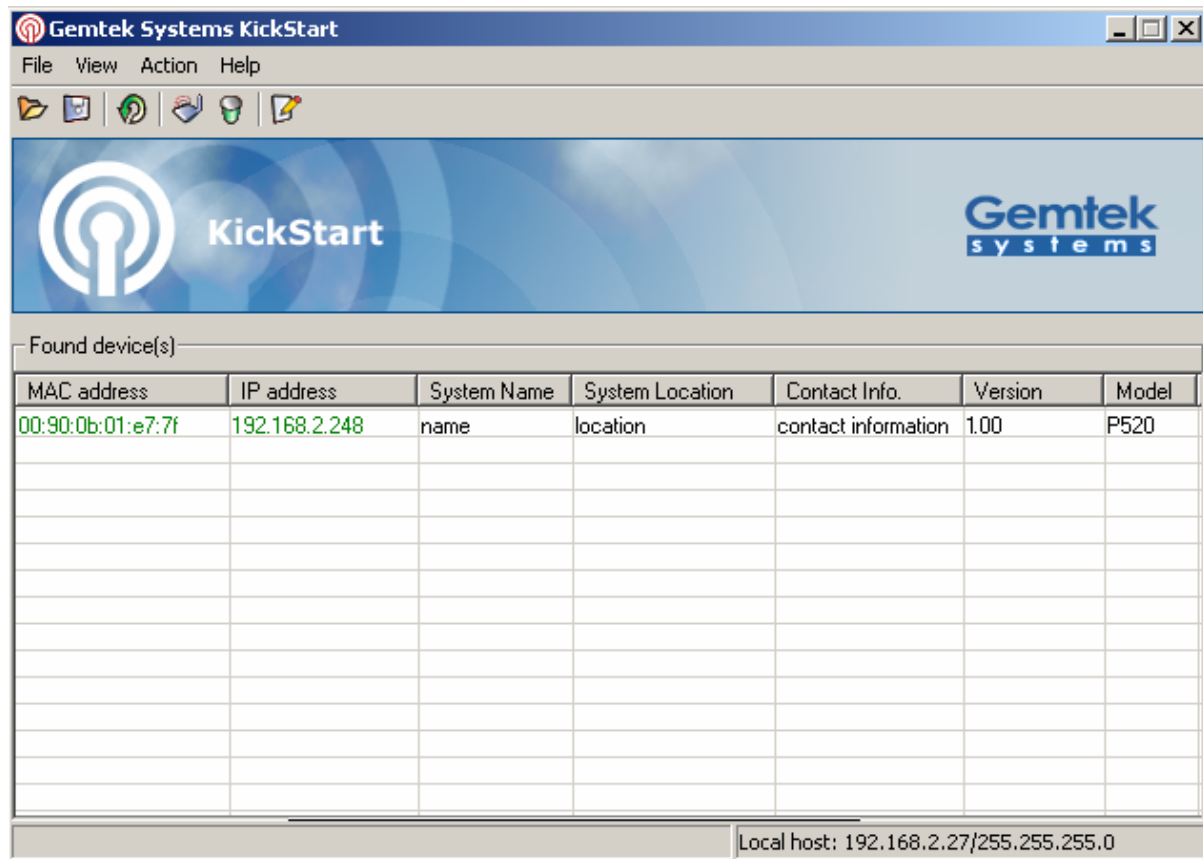 Gemtek Systems KickStart
File View Action Help
KickStart
Gemtek
systems
Found device(s)
MAC address IP address System Name System Location Contact Info. Version Model
00:90:0b:01:e7:7f 192.168.2.248 name location contact information 1.00 P520
Local host: 192.168.2.27/255.255.255.0